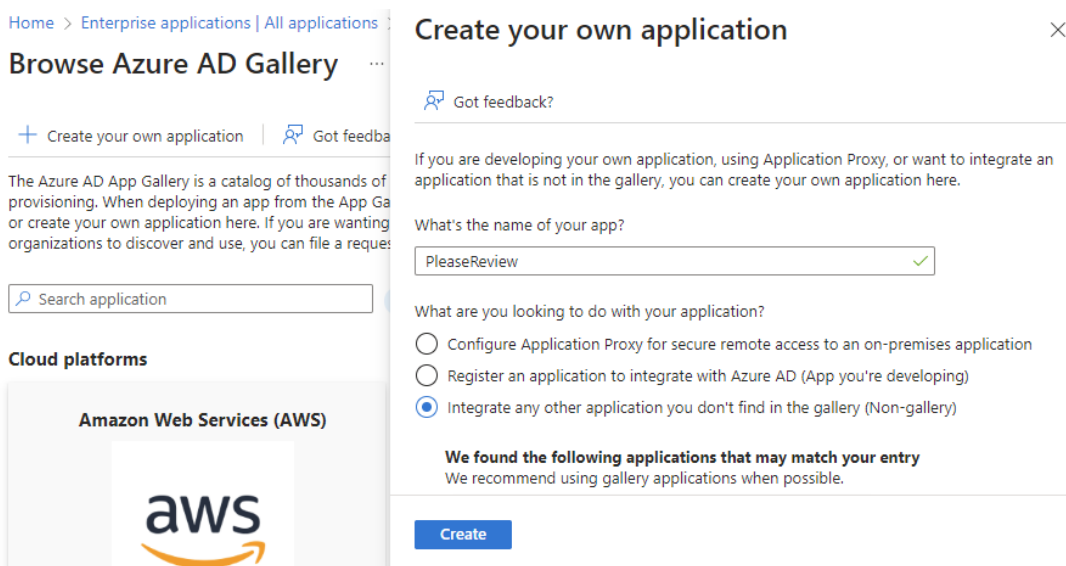 Home > Enterprise applications | All applications >
Browse Azure AD Gallery ...
+ Create your own application
Got feedba
The Azure AD App Gallery is a catalog of thousands of
provisioning. When deploying an app from the App Ga
or create your own application here. If you are wanting
organizations to discover and use, you can file a reques
Search application
Cloud platforms
Amazon Web Services (AWS)
aws
Create your own application
Got feedback?
If you are developing your own application, using Application Proxy, or want to integrate an
application that is not in the gallery, you can create your own application here.
What's the name of your app?
PleaseReview
What are you looking to do with your application?
Configure Application Proxy for secure remote access to an on-premises application
Register an application to integrate with Azure AD (App you're developing)
Integrate any other application you don't find in the gallery (Non-gallery)
We found the following applications that may match your entry
We recommend using gallery applications when possible.
Create